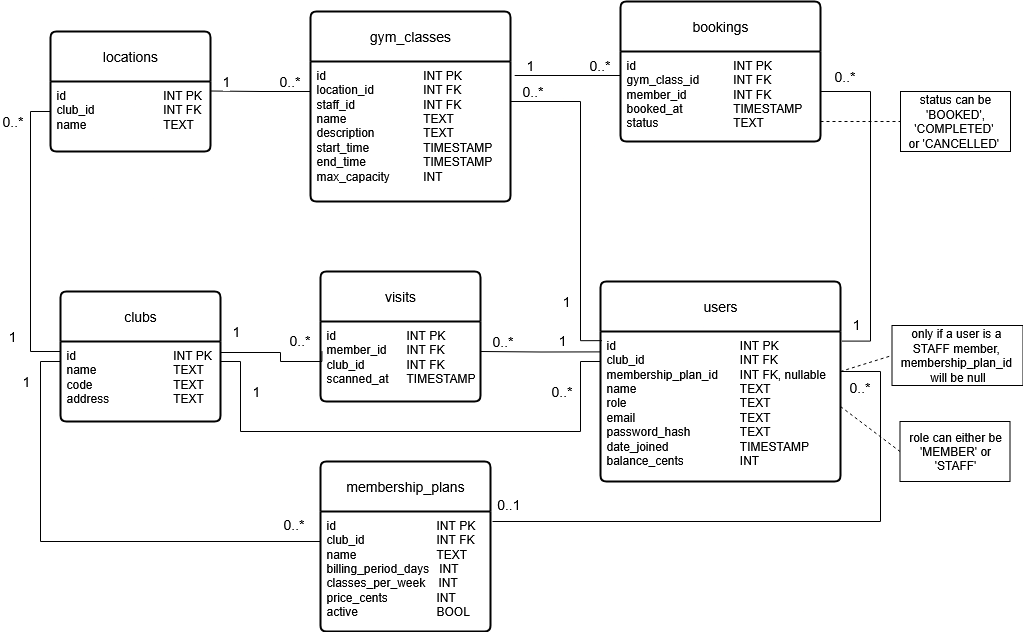 locations
id INT PK
club_id INT FK
name TEXT
gym_classes
id INT PK
location_id INT FK
staff_id INT FK
name TEXT
description TEXT
start_time TIMESTAMP
end_time TIMESTAMP
max_capacity INT
bookings
id INT PK
gym_class_id INT FK
member_id INT FK
booked_at TIMESTAMP
status TEXT
status can be
'BOOKED',
'COMPLETED'
or 'CANCELLED'
1 0..*
1 0..*
0..*
0..*
0..*
clubs
id INT PK
name TEXT
code TEXT
address TEXT
visits
id INT PK
member_id INT FK
club_id INT FK
scanned_at TIMESTAMP
users
id INT PK
club_id INT FK
membership_plan_id INT FK, nullable
name TEXT
role TEXT
email TEXT
password_hash TEXT
date_joined TIMESTAMP
balance_cents INT
only if a user is a
STAFF member,
membership_plan_id
will be null
role can either be
'MEMBER' or
'STAFF'
1
1
1
1 0..*
0..* 1
1
1 0..*
0..*
membership_plans
id INT PK
club_id INT FK
name TEXT
billing_period_days INT
classes_per_week INT
price_cents INT
active BOOL
0..*
0..1